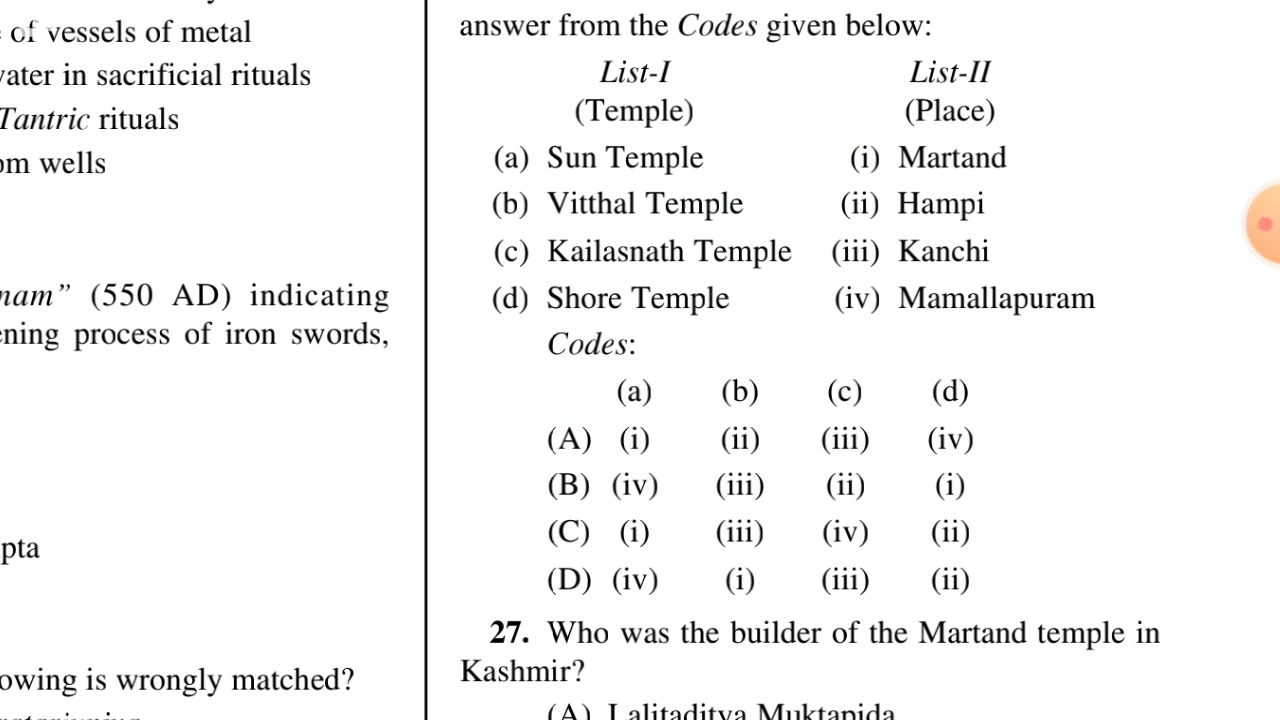 of vessels of metal
water in sacrificial rituals
Tantric rituals
om wells
nam” (550 AD) indicating
ening process of iron swords,
pta
owing is wrongly matched?
answer from the Codes given below:
List-I List-II
(Temple) (Place)
(a) Sun Temple (i) Martand
(b) Vitthal Temple (ii) Hampi
(c) Kailasnath Temple (iii) Kanchi
(d) Shore Temple (iv) Mamallapuram
Codes:
(a) (b) (c) (d)
(A) (i) (ii) (iii) (iv)
(B) (iv) (iii) (ii) (i)
(C) (i) (iii) (iv) (ii)
(D) (iv) (i) (iii) (ii)
27. Who was the builder of the Martand temple in
Kashmir?
(A) Lalitaditya Muktapida